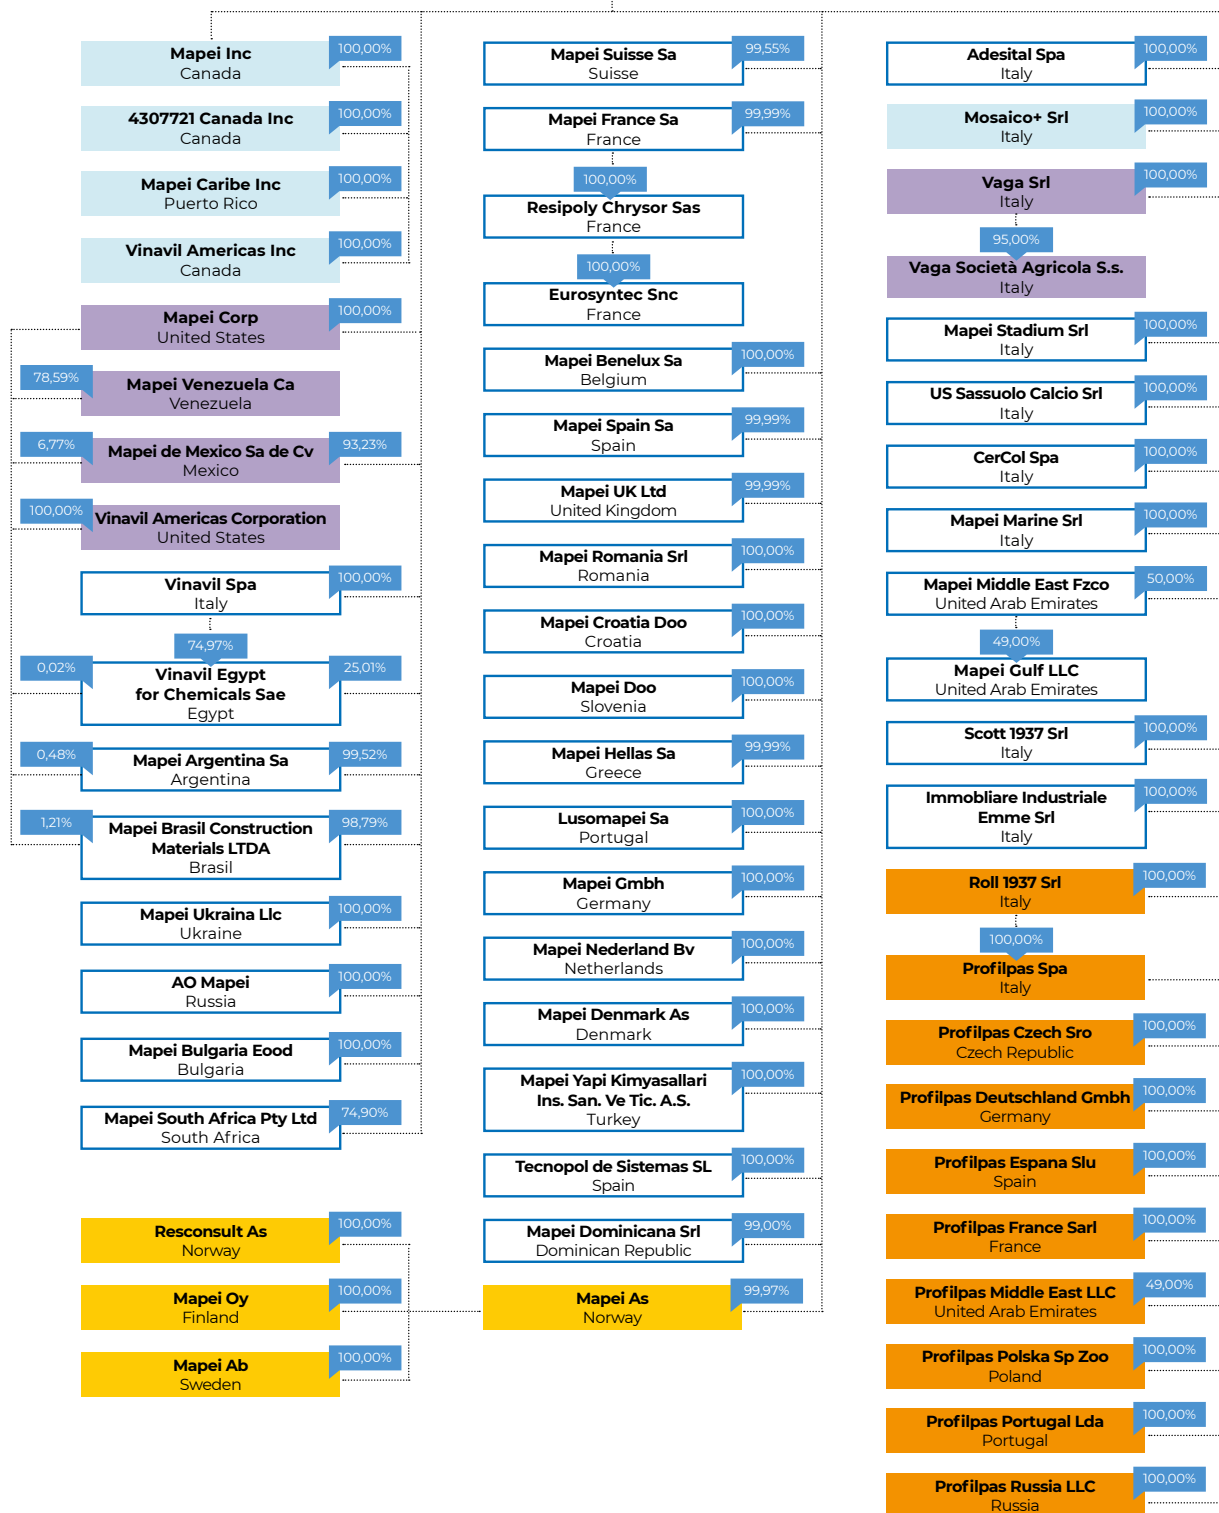 Mapei Inc
Canada
100,00%
4307721 Canada Inc
Canada
100,00%
Mapei Caribe Inc
Puerto Rico
100,00%
Vinavil Americas Inc
Canada
100,00%
Mapei Corp
United States
100,00%
78,59%
Mapei Venezuela Ca
Venezuela
6,77%
Mapei de Mexico Sa de Cv
Mexico
93,23%
100,00%
Vinavil Americas Corporation
United States
Vinavil Spa
Italy
100,00%
74,97%
0,02%
Vinavil Egypt
for Chemicals Sae
Egypt
25,01%
0,48%
Mapei Argentina Sa
Argentina
99,52%
1,21%
Mapei Brasil Construction
Materials LTDA
Brasil
98,79%
Mapei Ukraina Llc
Ukraine
100,00%
AO Mapei
Russia
100,00%
Mapei Bulgaria Eood
Bulgaria
100,00%
Mapei South Africa Pty Ltd
South Africa
74,90%
Resconsult As
Norway
100,00%
Mapei Oy
Finland
100,00%
Mapei Ab
Sweden
100,00%
Mapei Suisse Sa
Suisse
99,55%
Mapei France Sa
France
99,99%
100,00%
Resipoly Chrysor Sas
France
100,00%
Eurosyntec Snc
France
Mapei Benelux Sa
Belgium
100,00%
Mapei Spain Sa
Spain
99,99%
Mapei UK Ltd
United Kingdom
99,99%
Mapei Romania Srl
Romania
100,00%
Mapei Croatia Doo
Croatia
100,00%
Mapei Doo
Slovenia
100,00%
Mapei Hellas Sa
Greece
99,99%
Lusomapei Sa
Portugal
100,00%
Mapei Gmbh
Germany
100,00%
Mapei Nederland Bv
Netherlands
100,00%
Mapei Denmark As
Denmark
100,00%
Mapei Yapi Kimyasallari
Ins. San. Ve Tic. A.S.
Turkey
100,00%
Tecnopol de Sistemas SL
Spain
100,00%
Mapei Dominicana Srl
Dominican Republic
99,00%
Mapei As
Norway
99,97%
Adesital Spa
Italy
100,00%
Mosaico+ Srl
Italy
100,00%
Vaga Srl
Italy
100,00%
95,00%
Vaga Società Agricola S.s.
Italy
Mapei Stadium Srl
Italy
100,00%
US Sassuolo Calcio Srl
Italy
100,00%
CerCol Spa
Italy
100,00%
Mapei Marine Srl
Italy
100,00%
Mapei Middle East Fzco
United Arab Emirates
50,00%
49,00%
Mapei Gulf LLC
United Arab Emirates
Scott 1937 Srl
Italy
100,00%
Immobliare Industriale
Emme Srl
Italy
100,00%
Roll 1937 Srl
Italy
100,00%
100,00%
Profilpas Spa
Italy
Profilpas Czech Sro
Czech Republic
100,00%
Profilpas Deutschland Gmbh
Germany
100,00%
Profilpas Espana Slu
Spain
100,00%
Profilpas France Sarl
France
100,00%
Profilpas Middle East LLC
United Arab Emirates
49,00%
Profilpas Polska Sp Zoo
Poland
100,00%
Profilpas Portugal Lda
Portugal
100,00%
Profilpas Russia LLC
Russia
100,00%